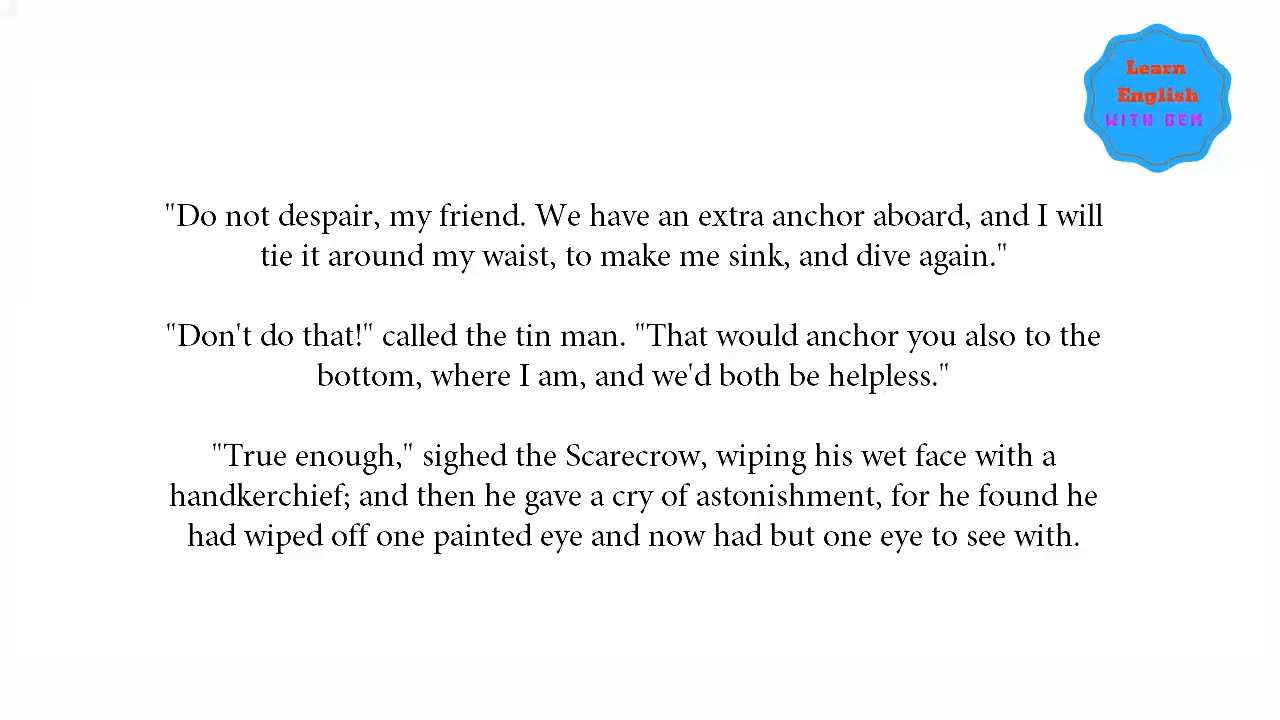 Learn
English
WITH GEM
"Do not despair, my friend. We have an extra anchor aboard, and I will
tie it around my waist, to make me sink, and dive again."
"Don't do that!" called the tin man. "That would anchor you also to the
bottom, where I am, and we'd both be helpless."
"True enough," sighed the Scarecrow, wiping his wet face with a
handkerchief; and then he gave a cry of astonishment, for he found he
had wiped off one painted eye and now had but one eye to see with.